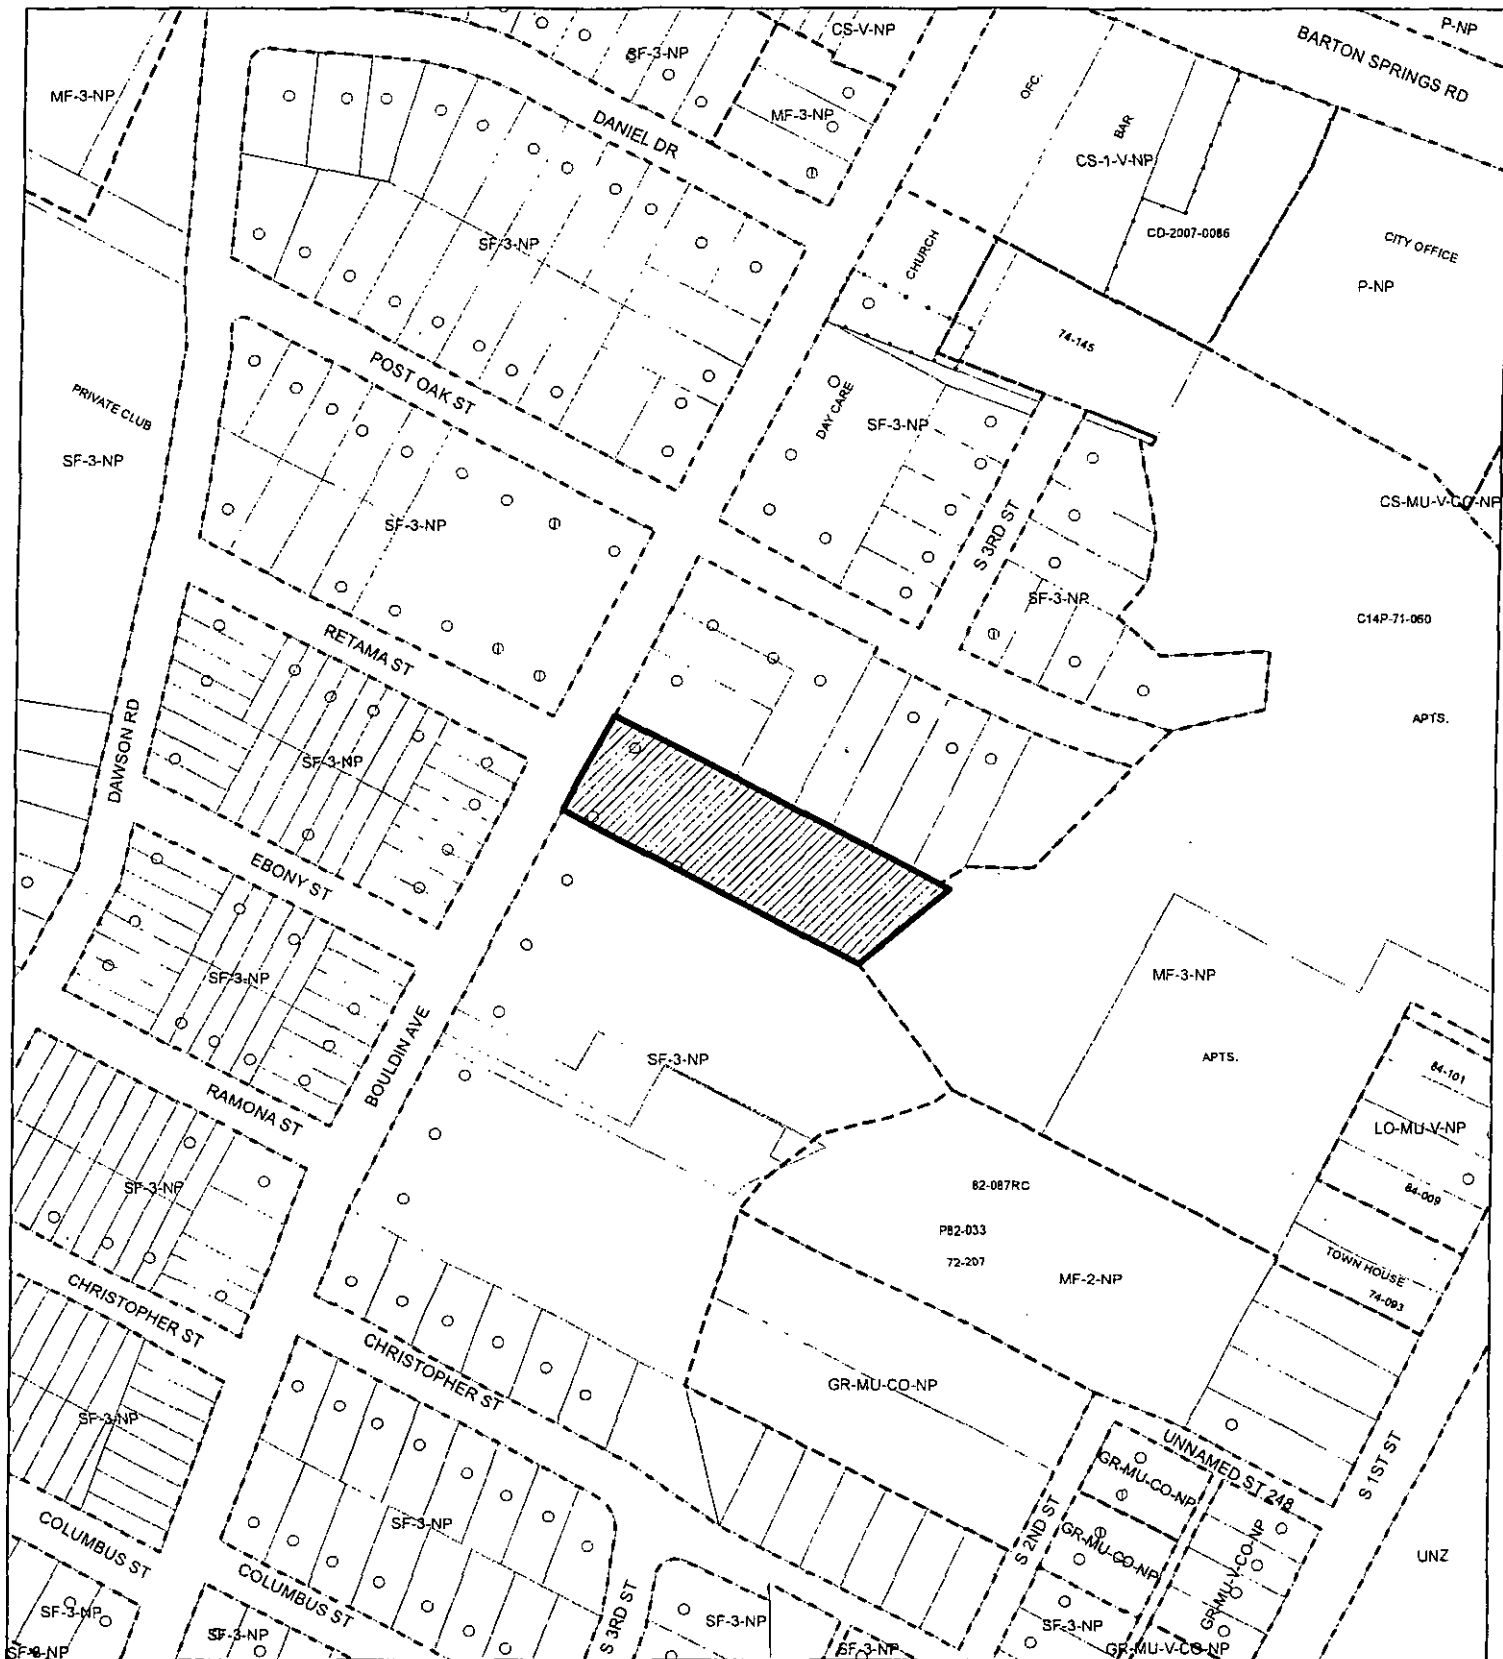 P-NP
CS-V-NP
BARTON SPRINGS RD
SF-3-NP
MF-3-NP
OFC.
MF-3-NP
DANIEL DR
BAR
CS-1-V-NP
CD-2007-0086
CITY OFFICE
P-NP
CHURCH
SF-3-NP
74-145
POST OAK ST
PRIVATE CLUB
SF-3-NP
DAY CARE
SF-3-NP
CS-MU-V-CO-NP
SF-3-NP
S 3RD ST
SF-3-NP
C14P-71-060
RETAMA ST
APTS.
DAWSON RD
SF-3-NP
EBONY ST
SF-3-NP
MF-3-NP
BOULDIN AVE
SF-3-NP
APTS.
84-101
RAMONA ST
LO-MU-V-NP
SF-3-NP
82-087RC
84-009
P82-033
72-207
MF-2-NP
TOWN HOUSE
74-093
CHRISTOPHER ST
CHRISTOPHER ST
GR-MU-CO-NP
SF-3-NP
UNNAMED ST 248
S 1ST ST
GR-MU-CO-NP
SF-3-NP
S 2ND ST
GR-MU-CO-NP
GR-MU-V-CO-NP
UNZ
COLUMBUS ST
COLUMBUS ST
S 3RD ST
SF-3-NP
SF-3-NP
SF-3-NP
SF-3-NP
SF-3-NP
SF-3-NP
GR-MU-V-CO-NP